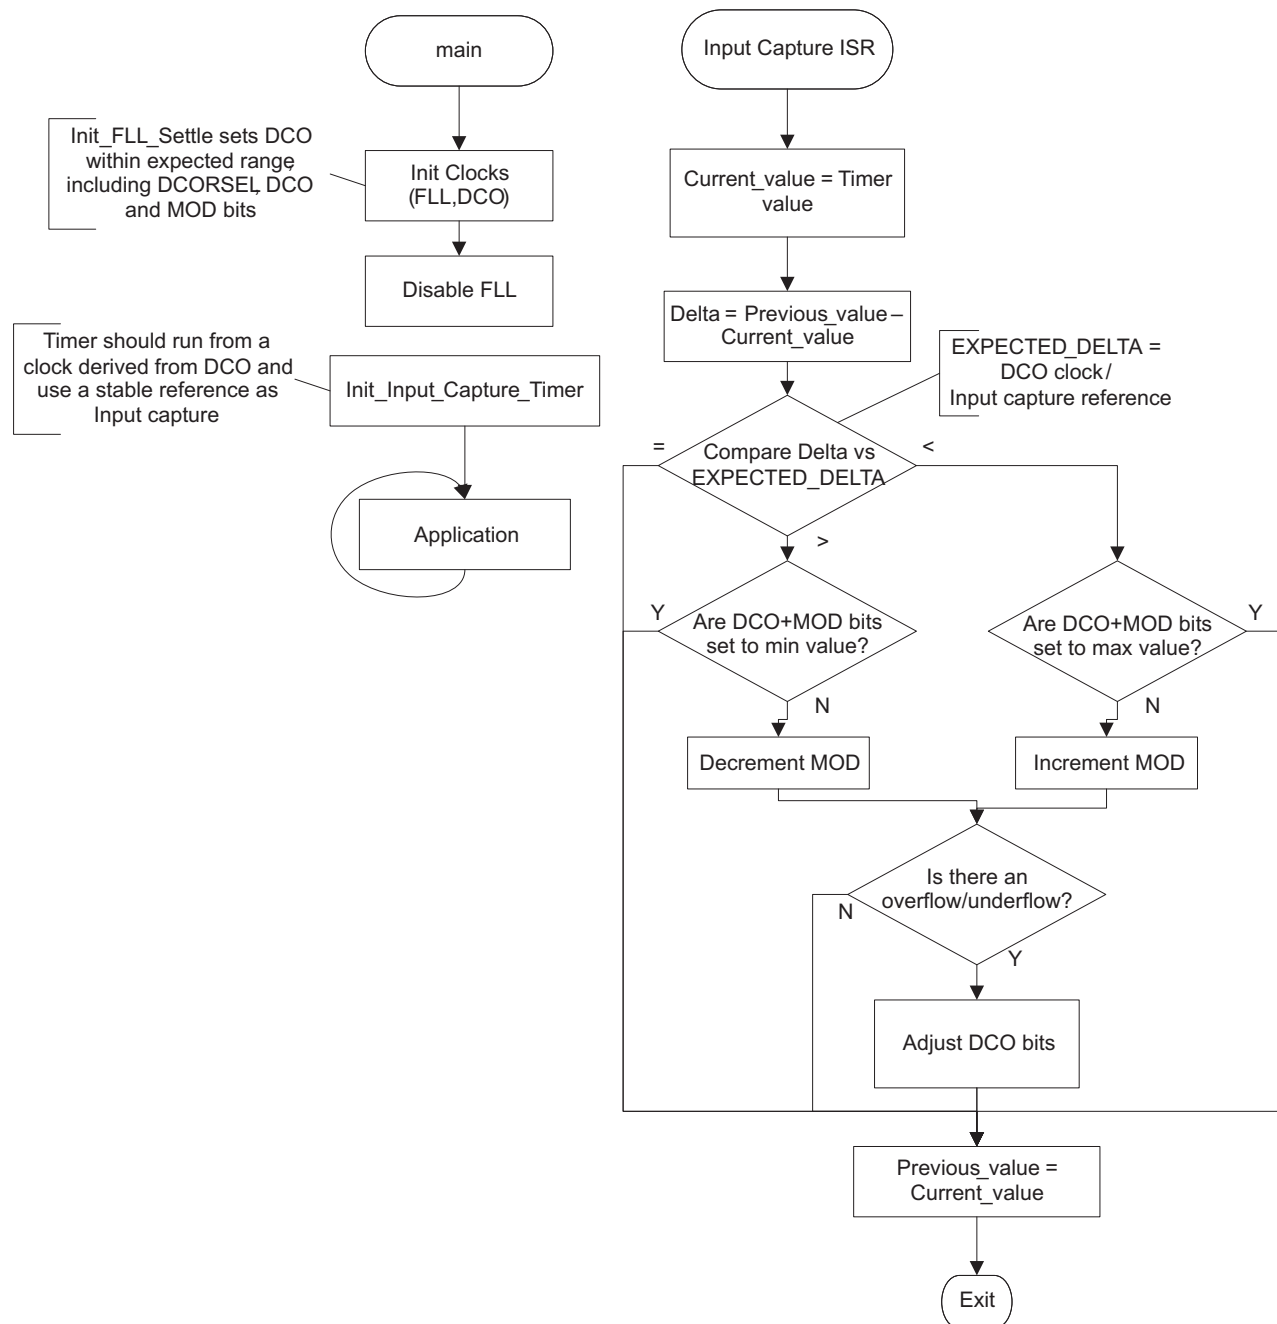 main
Init_FLL_Settle sets DCO
within expected range,
including DCORSEL, DCO
and MOD bits
Init Clocks
(FLL,DCO)
Disable FLL
Timer should run from a
clock derived from DCO and
use a stable reference as
Input capture
Init_Input_Capture_Timer
Application
Input Capture ISR
Current_value = Timer
value
Delta = Previous_value –
Current_value
EXPECTED_DELTA =
DCO clock /
Input capture reference
=
Compare Delta vs
EXPECTED_DELTA
<
>
Y
Are DCO+MOD bits
set to min value?
N
Are DCO+MOD bits
set to max value?
Y
N
Decrement MOD
Increment MOD
Is there an
overflow/underflow?
N
Y
Adjust DCO bits
Previous_value =
Current_value
Exit